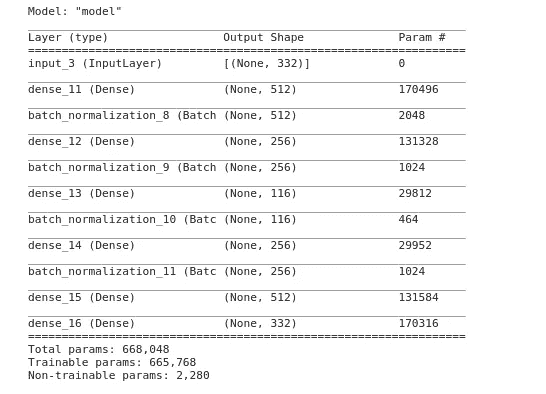 Model: "model"
Layer (type) Output Shape Param #
input_3 (InputLayer) [(None, 332)] 0
dense_11 (Dense) (None, 512) 170496
batch_normalization_8 (Batch (None, 512) 2048
dense_12 (Dense) (None, 256) 131328
batch_normalization_9 (Batch (None, 256) 1024
dense_13 (Dense) (None, 116) 29812
batch_normalization_10 (Batc (None, 116) 464
dense_14 (Dense) (None, 256) 29952
batch_normalization_11 (Batc (None, 256) 1024
dense_15 (Dense) (None, 512) 131584
dense_16 (Dense) (None, 332) 170316
Total params: 668,048
Trainable params: 665,768
Non-trainable params: 2,280